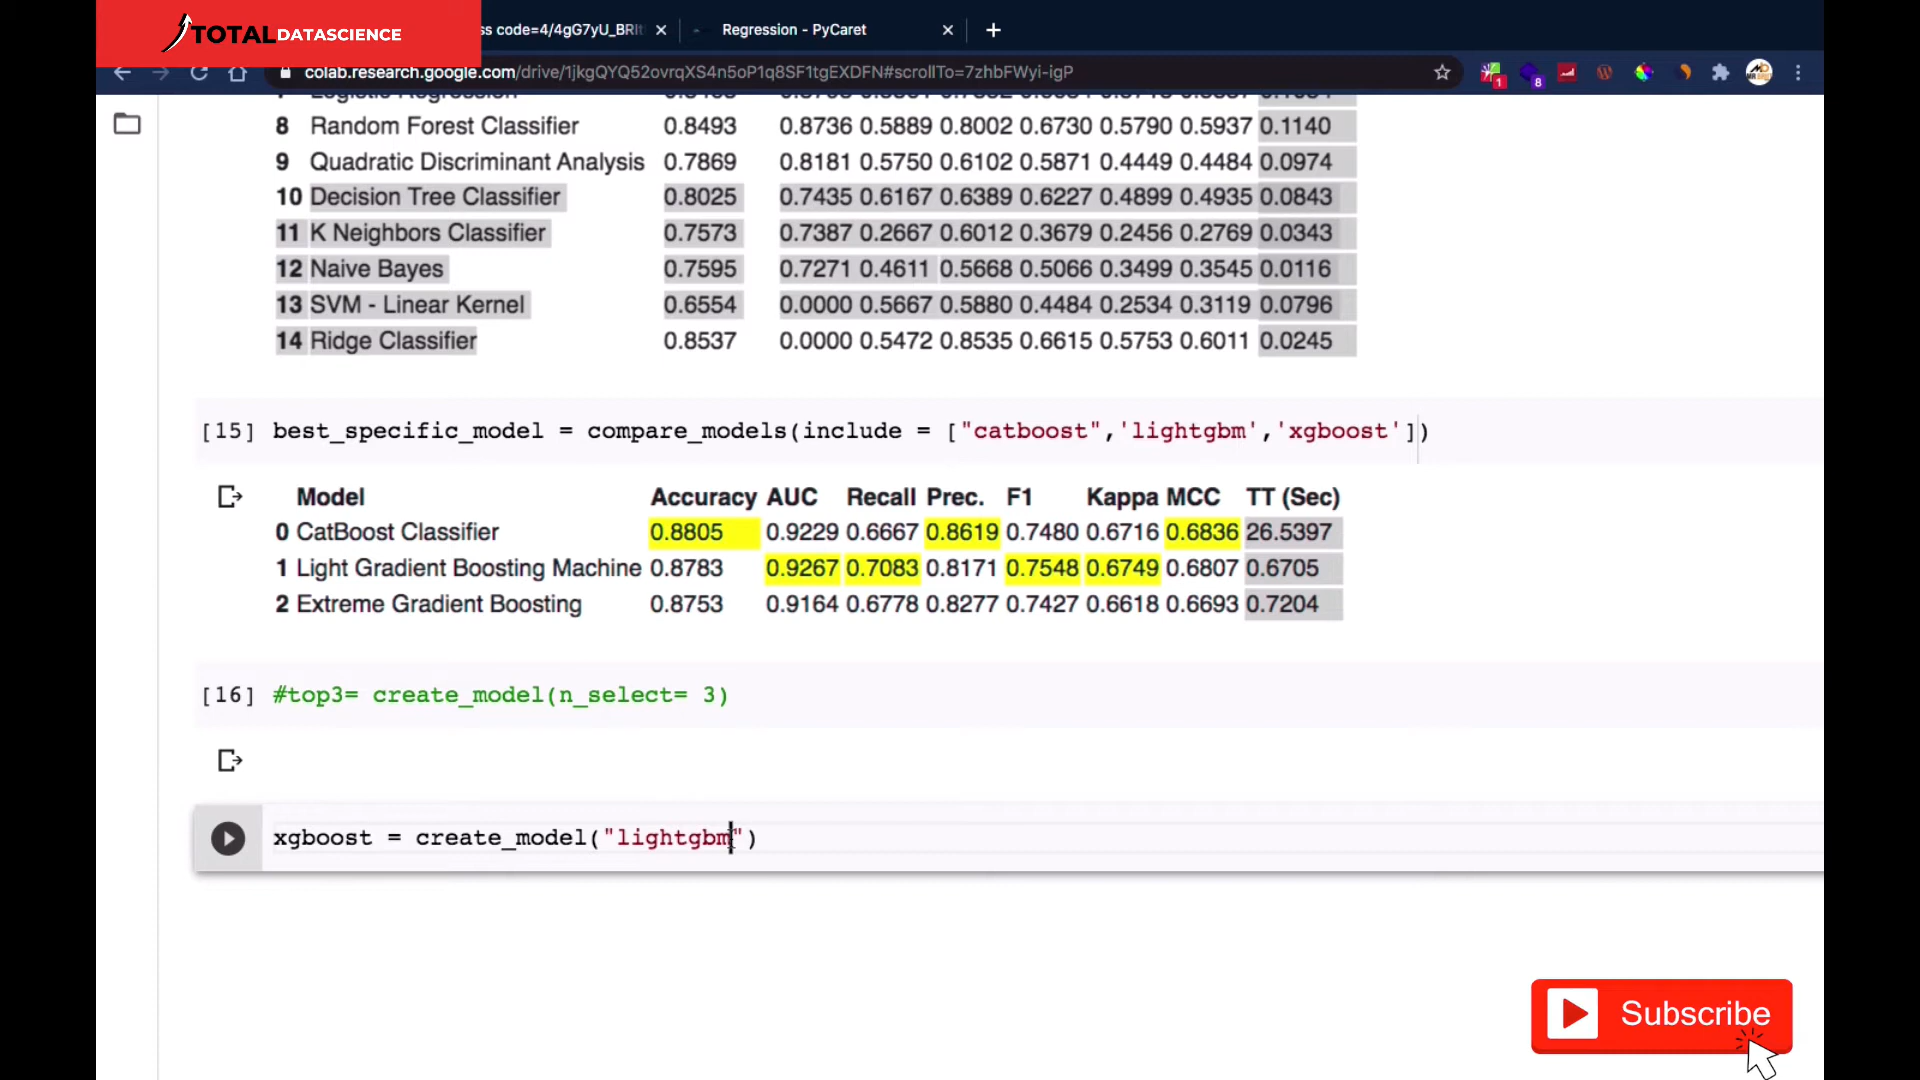 TOTAL DATASCIENCE
ss code=4/4gG7yU_BRIt
Regression - PyCaret
colab.research.google.com/drive/1jkgQYQ52ovrqXS4n5oP1q8SF1tgEXDFN#scrollTo=7zhbFWyi-igP
1
8
8 Random Forest Classifier 0.8493 0.8736 0.5889 0.8002 0.6730 0.5790 0.5937 0.1140
9 Quadratic Discriminant Analysis 0.7869 0.8181 0.5750 0.6102 0.5871 0.4449 0.4484 0.0974
10 Decision Tree Classifier 0.8025 0.7435 0.6167 0.6389 0.6227 0.4899 0.4935 0.0843
11 K Neighbors Classifier 0.7573 0.7387 0.2667 0.6012 0.3679 0.2456 0.2769 0.0343
12 Naive Bayes 0.7595 0.7271 0.4611 0.5668 0.5066 0.3499 0.3545 0.0116
13 SVM - Linear Kernel 0.6554 0.0000 0.5667 0.5880 0.4484 0.2534 0.3119 0.0796
14 Ridge Classifier 0.8537 0.0000 0.5472 0.8535 0.6615 0.5753 0.6011 0.0245
[15] best_specific_model = compare_models(include = ["catboost",'lightgbm','xgboost'])
Model Accuracy AUC Recall Prec. F1 Kappa MCC TT (Sec)
0 CatBoost Classifier 0.8805 0.9229 0.6667 0.8619 0.7480 0.6716 0.6836 26.5397
1 Light Gradient Boosting Machine 0.8783 0.9267 0.7083 0.8171 0.7548 0.6749 0.6807 0.6705
2 Extreme Gradient Boosting 0.8753 0.9164 0.6778 0.8277 0.7427 0.6618 0.6693 0.7204
[16] #top3= create_model(n_select= 3)
xgboost = create_model("lightgbm")
Subscribe